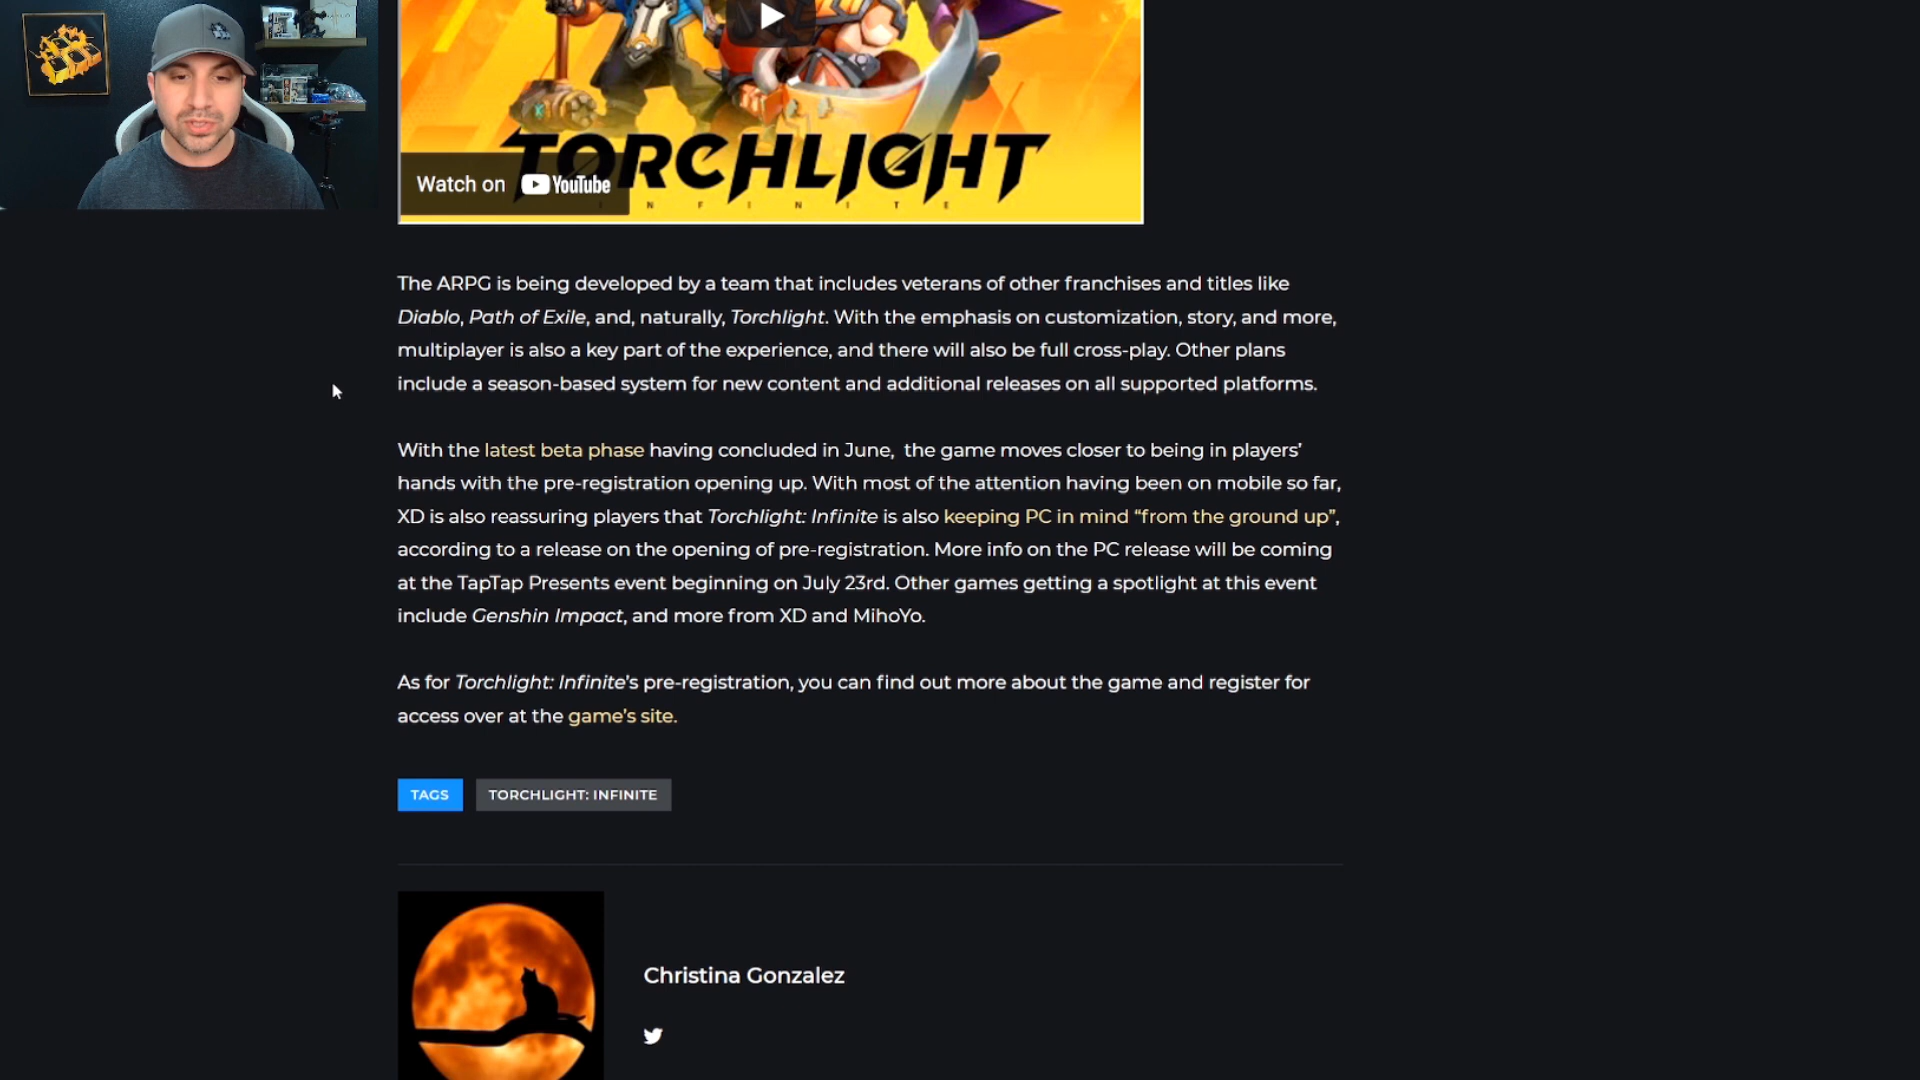 TORCHLIGHT
Watch on YouTube
INFINITE
The ARPG is being developed by a team that includes veterans of other franchises and titles like
Diablo, Path of Exile, and, naturally, Torchlight. With the emphasis on customization, story, and more,
multiplayer is also a key part of the experience, and there will also be full cross-play. Other plans
include a season-based system for new content and additional releases on all supported platforms.
With the latest beta phase having concluded in June,  the game moves closer to being in players’
hands with the pre-registration opening up. With most of the attention having been on mobile so far,
XD is also reassuring players that Torchlight: Infinite is also keeping PC in mind “from the ground up”,
according to a release on the opening of pre-registration. More info on the PC release will be coming
at the TapTap Presents event beginning on July 23rd. Other games getting a spotlight at this event
include Genshin Impact, and more from XD and MihoYo.
As for Torchlight: Infinite’s pre-registration, you can find out more about the game and register for
access over at the game’s site.
TAGS TORCHLIGHT: INFINITE
Christina Gonzalez